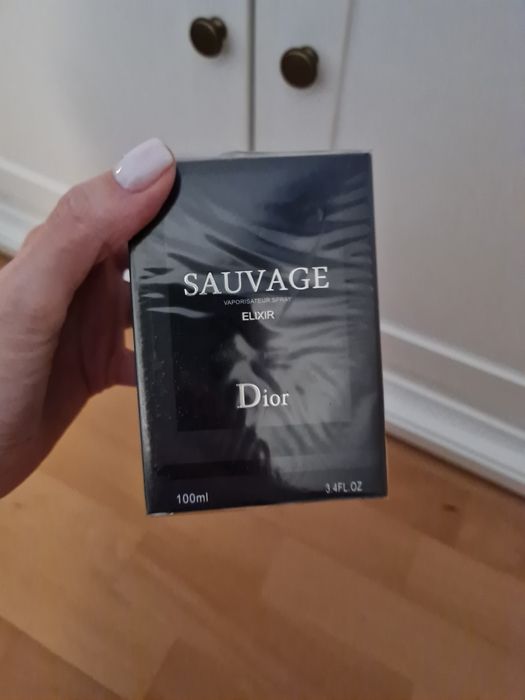 SAUVAGE
VAPORISATEUR SPRAY
ELIXIR
Dior
100ml 3.4FL.OZ